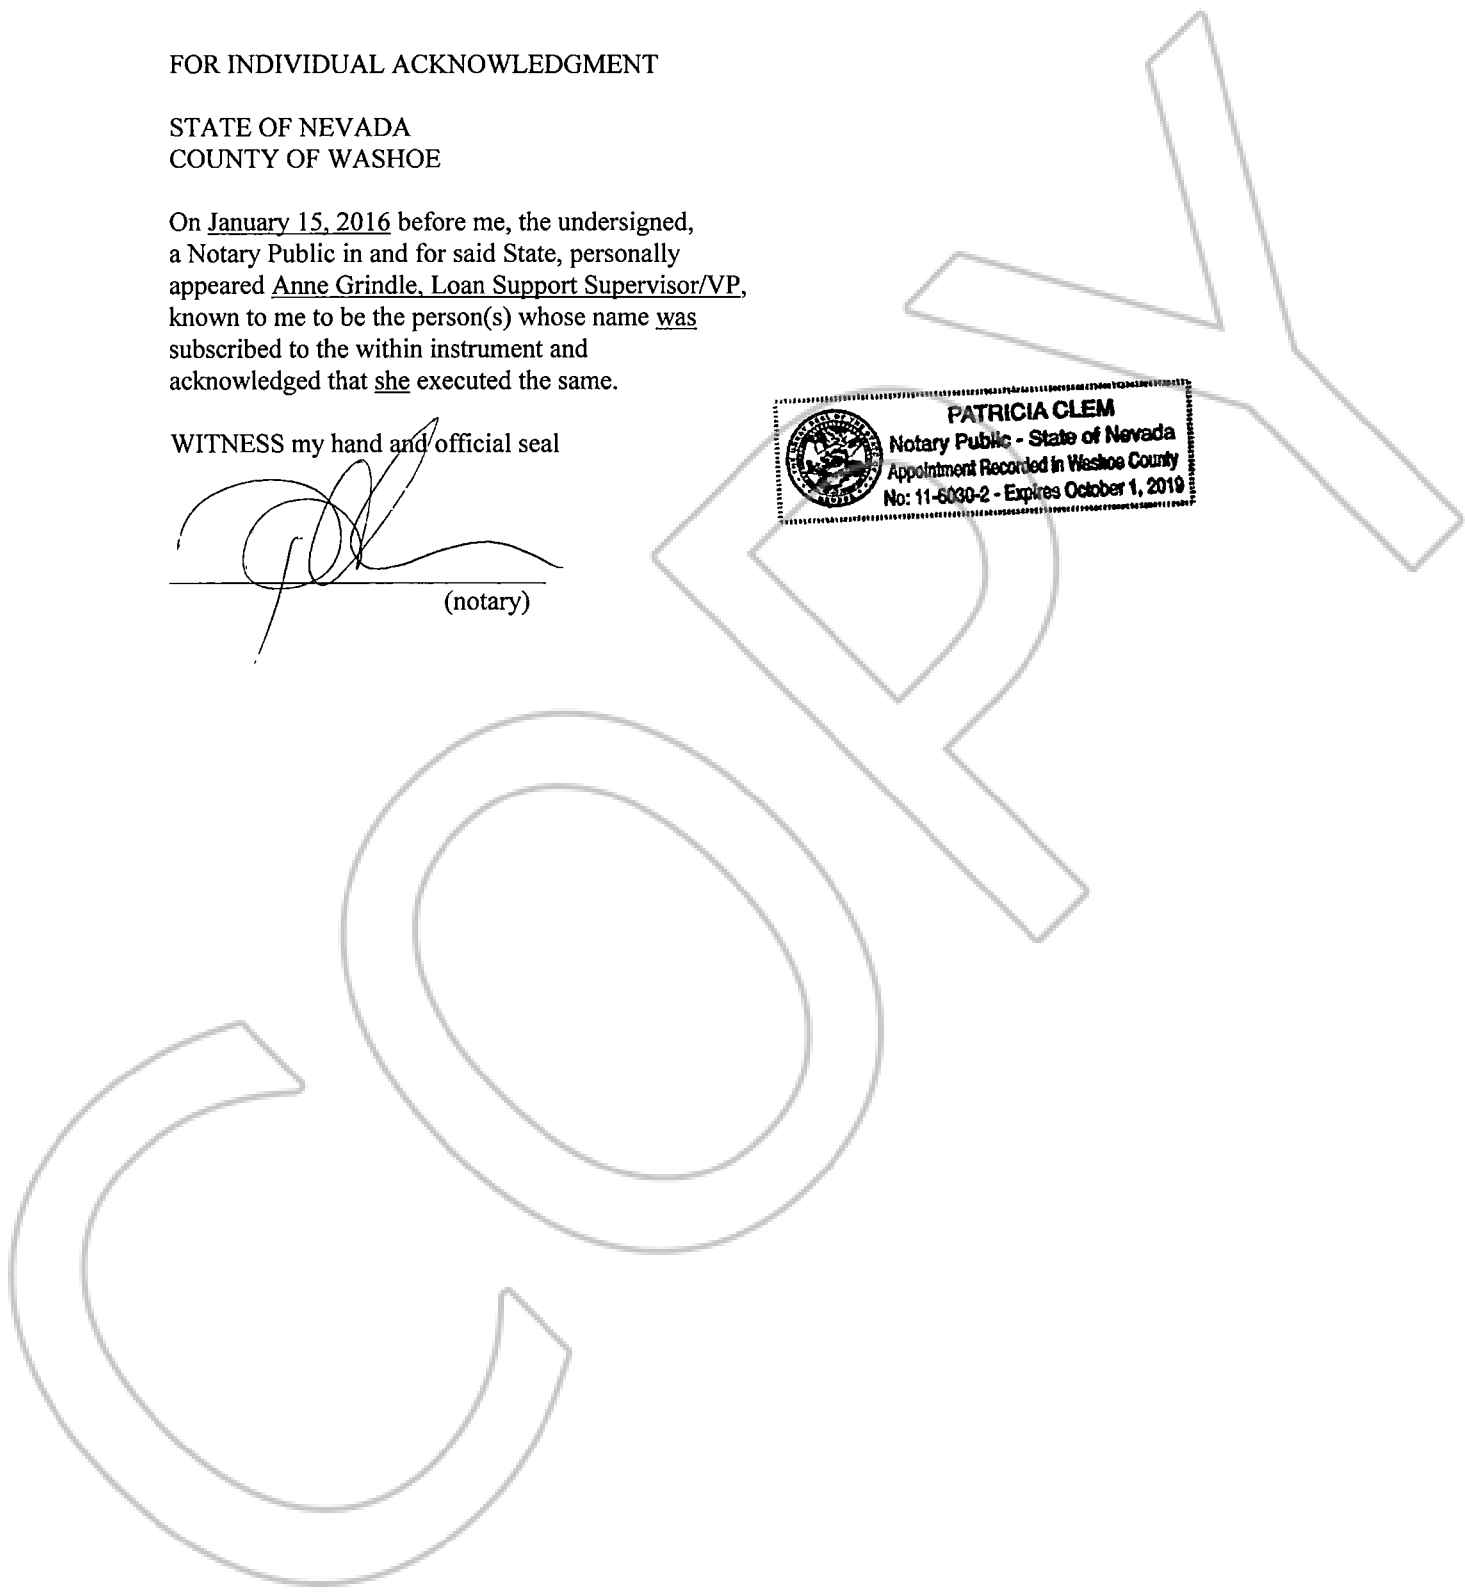 FOR INDIVIDUAL ACKNOWLEDGMENT
STATE OF NEVADA
COUNTY OF WASHOE
On January 15, 2016 before me, the undersigned,
a Notary Public in and for said State, personally
appeared Anne Grindle, Loan Support Supervisor/VP,
known to me to be the person(s) whose name was
subscribed to the within instrument and
acknowledged that she executed the same.
WITNESS my hand and official seal
(notary)
PATRICIA CLEM
Notary Public - State of Nevada
Appointment Recorded in Washoe County
No: 11-6030-2 - Expires October 1, 2019
COPY